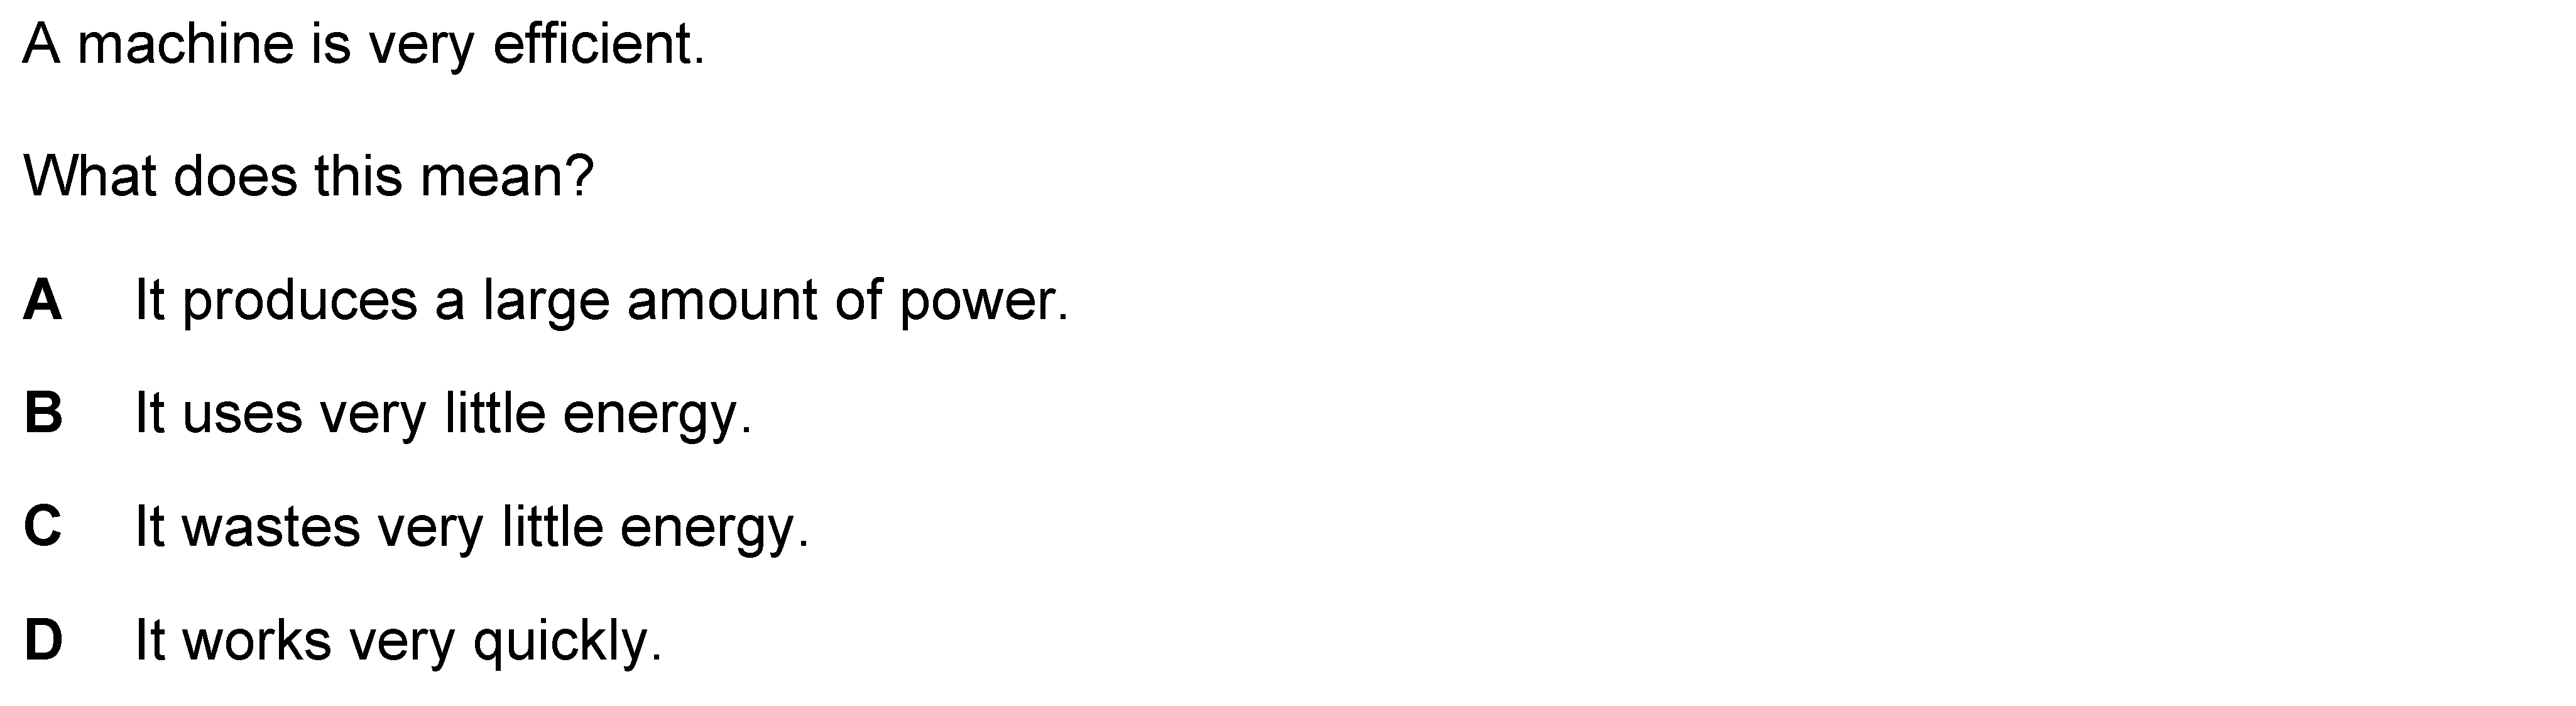 A machine is very efficient.
What does this mean?
A It produces a large amount of power.
B It uses very little energy.
C It wastes very little energy.
D It works very quickly.